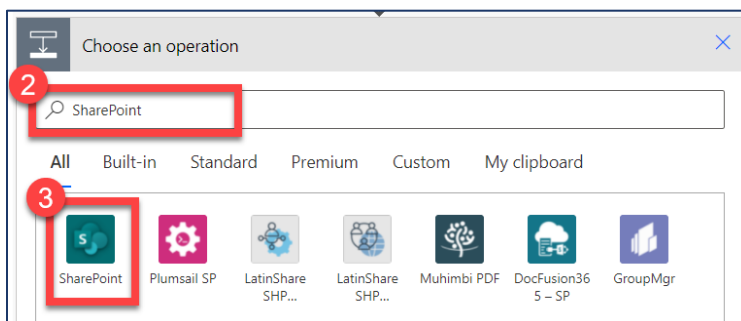 Choose an operation
2
SharePoint
All Built-in Standard Premium Custom My clipboard
3
S
SharePoint Plumsail SP LatinShare LatinShare Muhimbi PDF DocFusion36 GroupMgr
SHP... SHP... 5 – SP